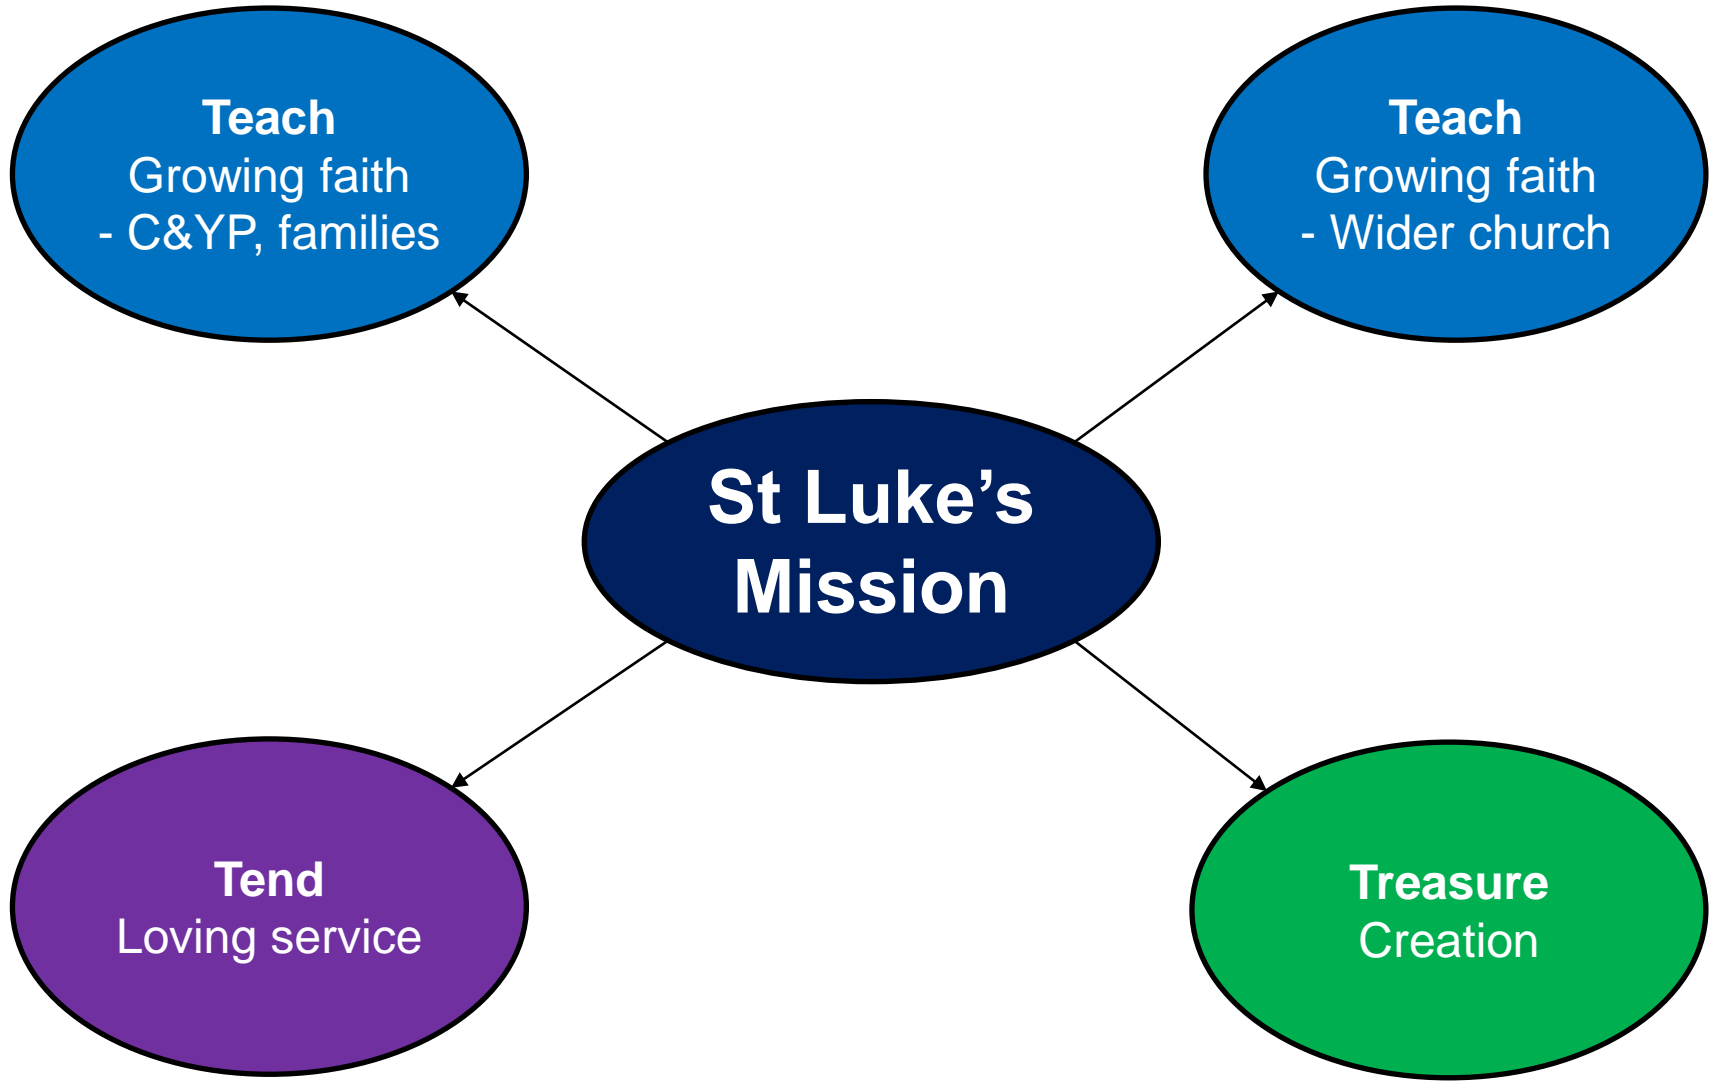 Teach
Growing faith
- C&YP, families
Teach
Growing faith
- Wider church
St Luke’s
Mission
Tend
Loving service
Treasure
Creation